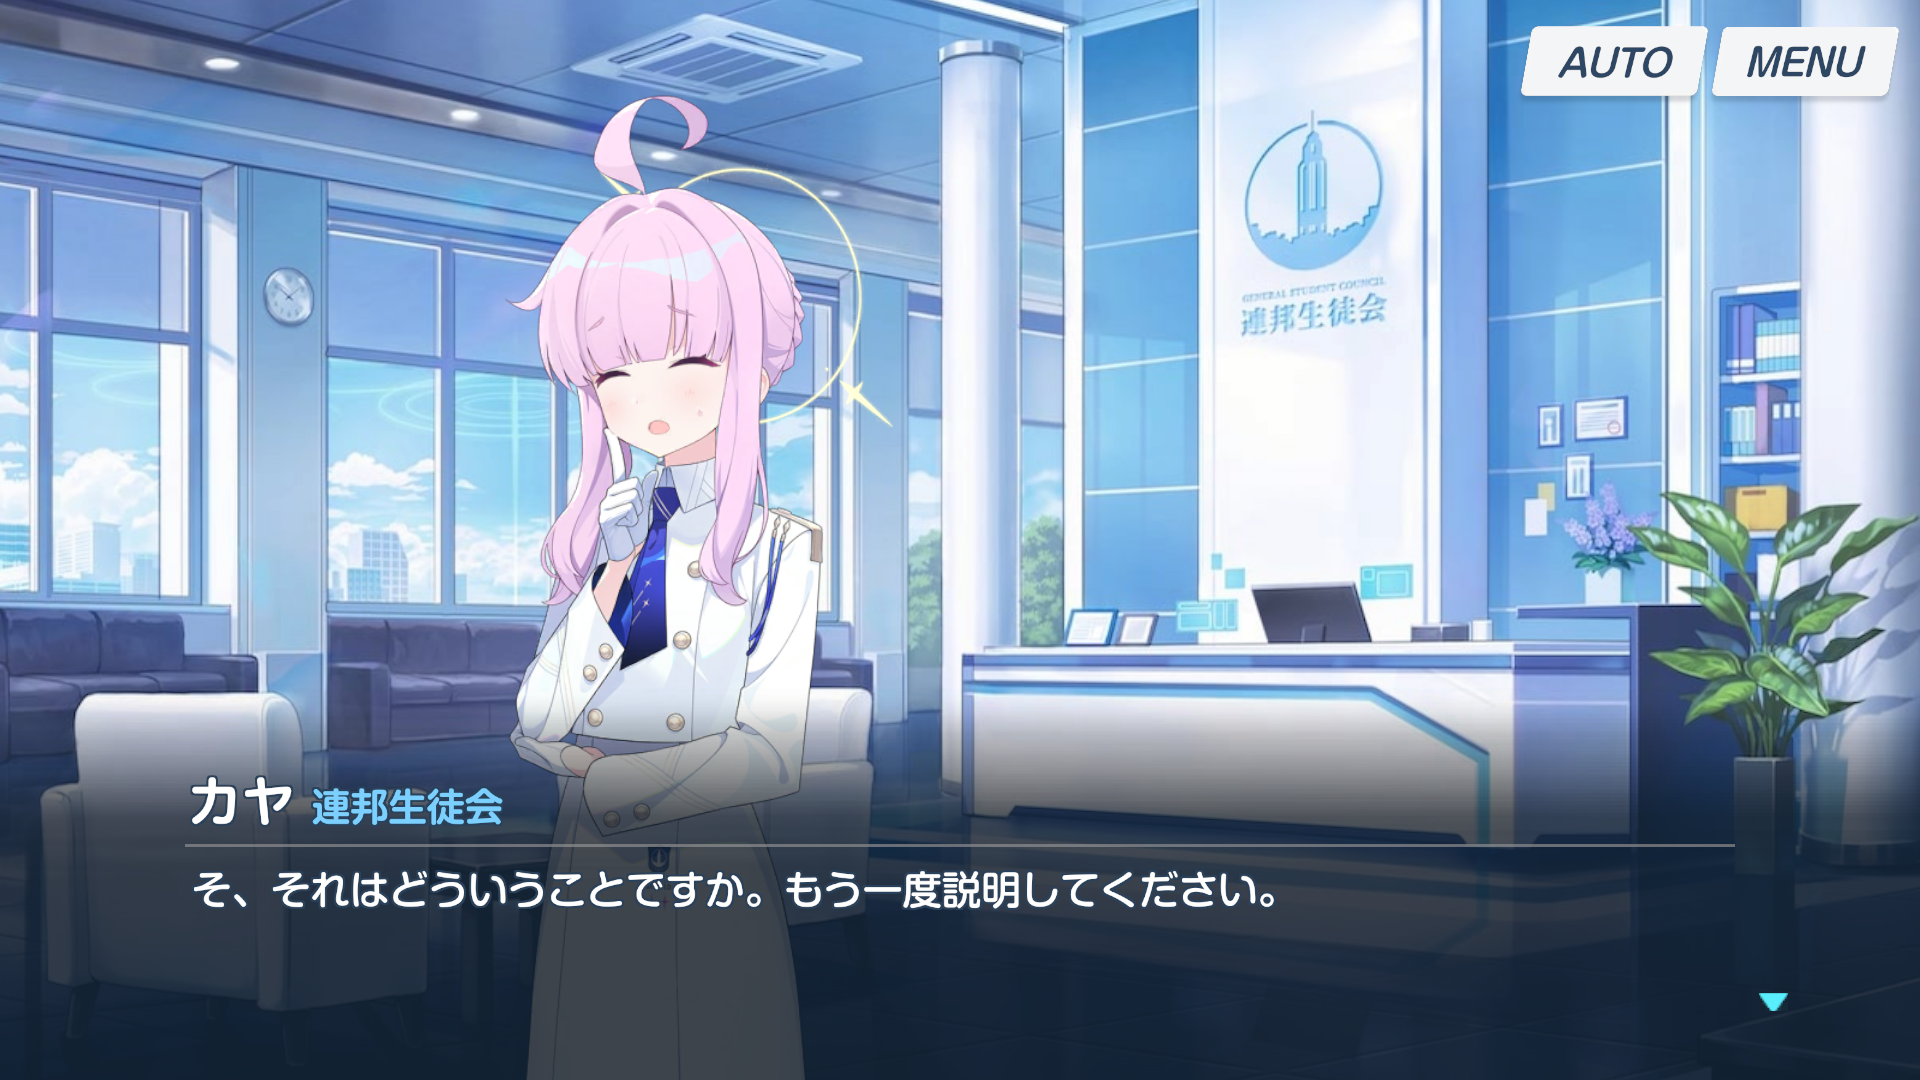 AUTO
MENU
GENERAL STUDENT COUNCIL
連邦生徒会
カヤ 連邦生徒会
そ、それはどういうことですか。もう一度説明してください。